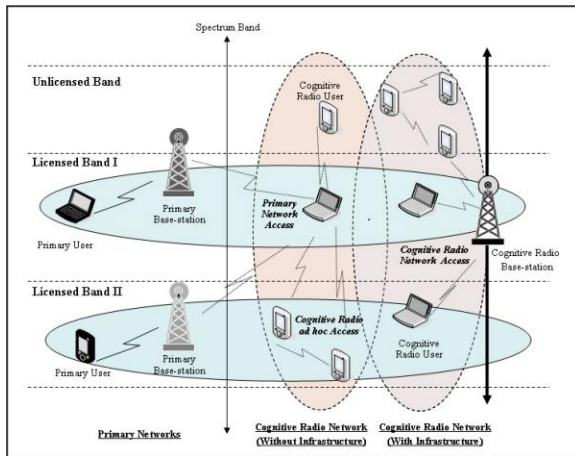 Spectrum Band
Unlicensed Band
Cognitive
Radio User
Licensed Band I
Primary
Base-station
Primary User
Primary
Network
Access
Cognitive Radio
Network Access
Cognitive Radio
Base-station
Licensed Band II
Primary
Base-station
Primary User
Cognitive Radio
ad hoc Access
Cognitive
Radio User
Primary Networks
Cognitive Radio Network
(Without Infrastructure)
Cognitive Radio Network
(With Infrastructure)